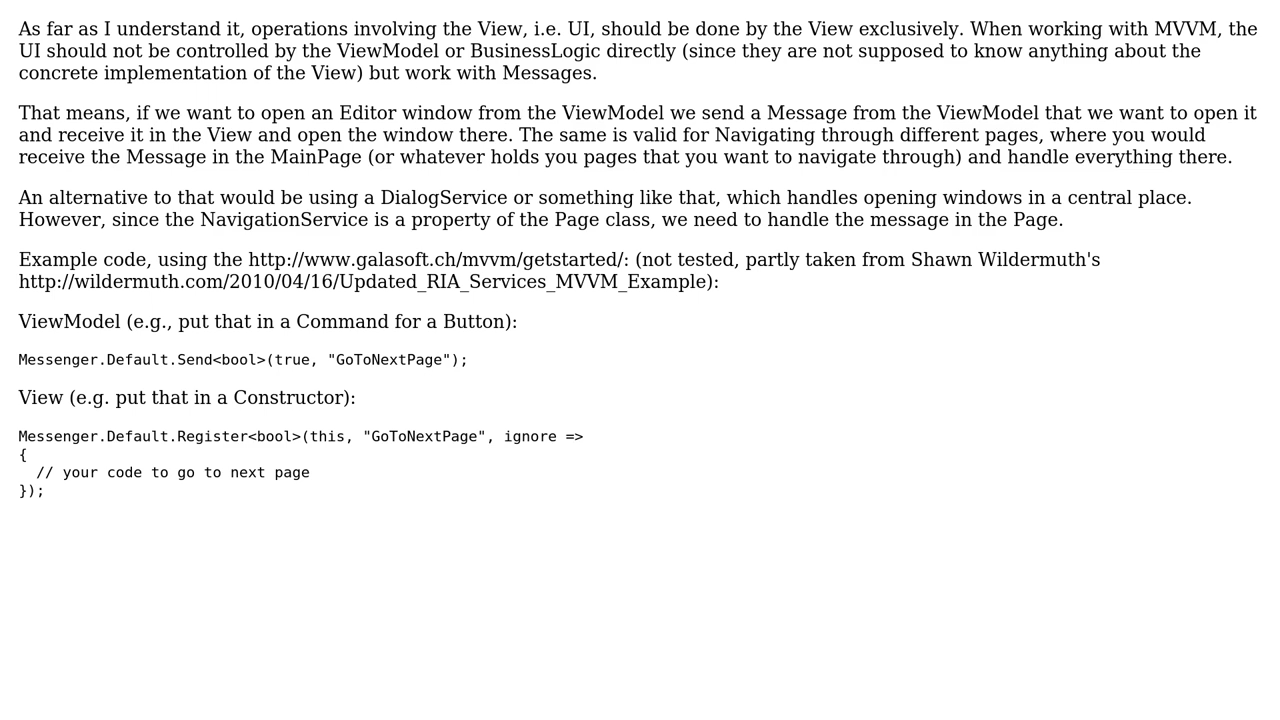 As far as I understand it, operations involving the View, i.e. UI, should be done by the View exclusively. When working with MVVM, the
UI should not be controlled by the ViewModel or BusinessLogic directly (since they are not supposed to know anything about the
concrete implementation of the View) but work with Messages.
That means, if we want to open an Editor window from the ViewModel we send a Message from the ViewModel that we want to open it
and receive it in the View and open the window there. The same is valid for Navigating through different pages, where you would
receive the Message in the MainPage (or whatever holds you pages that you want to navigate through) and handle everything there.
An alternative to that would be using a DialogService or something like that, which handles opening windows in a central place.
However, since the NavigationService is a property of the Page class, we need to handle the message in the Page.
Example code, using the http://www.galasoft.ch/mvvm/getstarted/: (not tested, partly taken from Shawn Wildermuth's
http://wildermuth.com/2010/04/16/Updated_RIA_Services_MVVM_Example):
ViewModel (e.g., put that in a Command for a Button):
Messenger.Default.Send<bool>(true, "GoToNextPage");
View (e.g. put that in a Constructor):
Messenger.Default.Register<bool>(this, "GoToNextPage", ignore =>
{
  // your code to go to next page
});